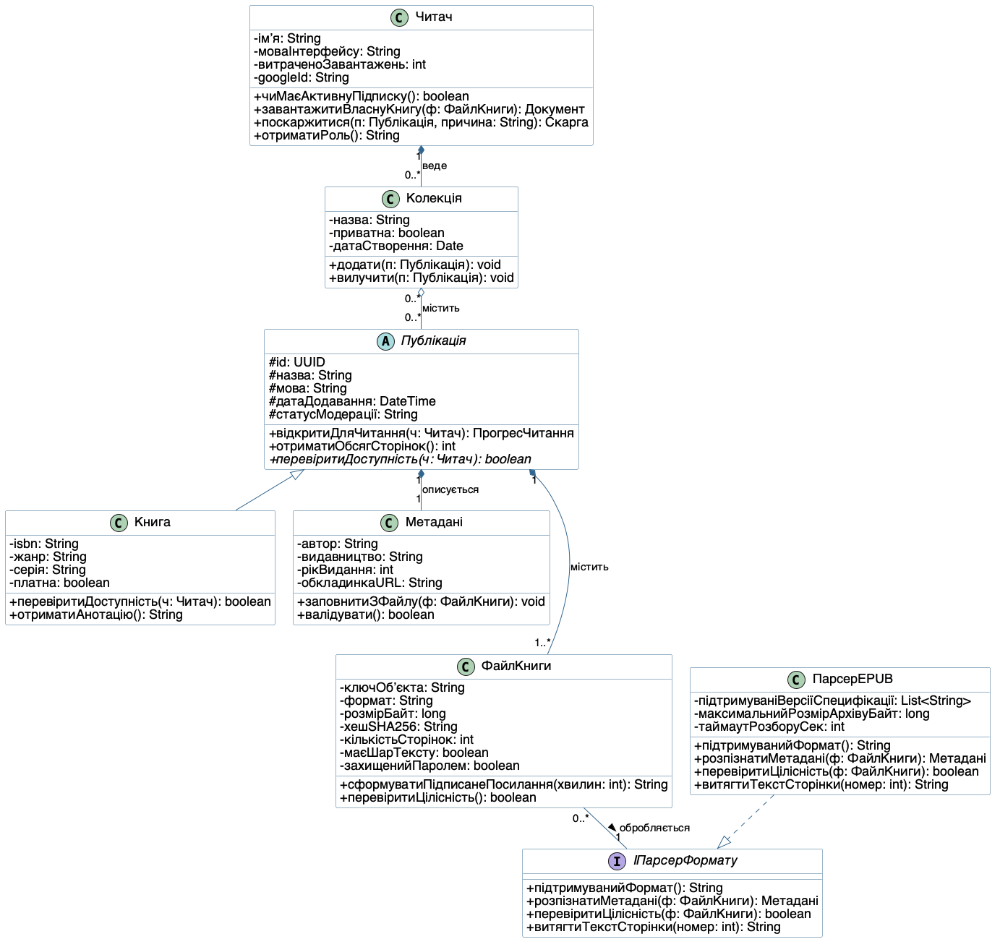 C Читач
-ім’я: String
-моваІнтерфейсу: String
-витраченоЗавантажень: int
-googleId: String
+чиМаєАктивнуПідписку(): boolean
+завантажитиВласнуКнигу(ф: ФайлКниги): Документ
+поскаржитися(п: Публікація, причина: String): Скарга
+отриматиРоль(): String
1
веде
0..*
C Колекція
-назва: String
-приватна: boolean
-датаСтворення: Date
+додати(п: Публікація): void
+вилучити(п: Публікація): void
0..*
містить
0..*
A Публікація
#id: UUID
#назва: String
#мова: String
#датаДодавання: DateTime
#статусМодерації: String
+відкритиДляЧитання(ч: Читач): ПрогресЧитання
+отриматиОбсягСторінок(): int
+перевіритиДоступність(ч: Читач): boolean
1
описується
1
1
містить
1..*
C Книга
-isbn: String
-жанр: String
-серія: String
-платна: boolean
+перевіритиДоступність(ч: Читач): boolean
+отриматиАнотацію(): String
C Метадані
-автор: String
-видавництво: String
-рікВидання: int
-обкладинкаURL: String
+заповнитиЗФайлу(ф: ФайлКниги): void
+валідувати(): boolean
C ФайлКниги
-ключОб’єкта: String
-формат: String
-розмірБайт: long
-хешSHA256: String
-кількістьСторінок: int
-маєШарТексту: boolean
-захищенийПаролем: boolean
+сформуватиПідписанеПосилання(хвилин: int): String
+перевіритиЦілісність(): boolean
C ПарсерEPUB
-підтримуваніВерсіїСпецифікації: List<String>
-максимальнийРозмірАрхівуБайт: long
-таймаутРозборуСек: int
+підтримуванийФормат(): String
+розпізнатиМетадані(ф: ФайлКниги): Метадані
+перевіритиЦілісність(ф: ФайлКниги): boolean
+витягтиТекстСторінки(номер: int): String
0..*
обробляється
1
I ІПарсерФормату
+підтримуванийФормат(): String
+розпізнатиМетадані(ф: ФайлКниги): Метадані
+перевіритиЦілісність(ф: ФайлКниги): boolean
+витягтиТекстСторінки(номер: int): String